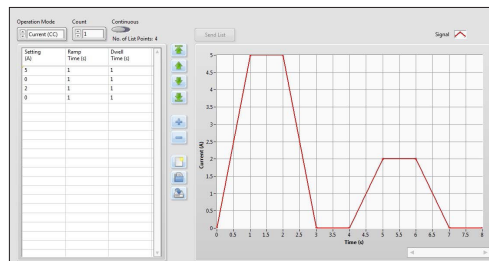 Operation Mode Count Continuous
Current (CC) 1
No. of List Points: 4
Send List
Signal
Setting (A) Ramp Time (s) Dwell Time (s)
5 1 1
0 1 1
2 1 1
0 1 1
Current (A)
5
4.5
4
3.5
3
2.5
2
1.5
1
0.5
0
0 0.5 1 1.5 2 2.5 3 3.5 4 4.5 5 5.5 6 6.5 7 7.5 8
Time (s)